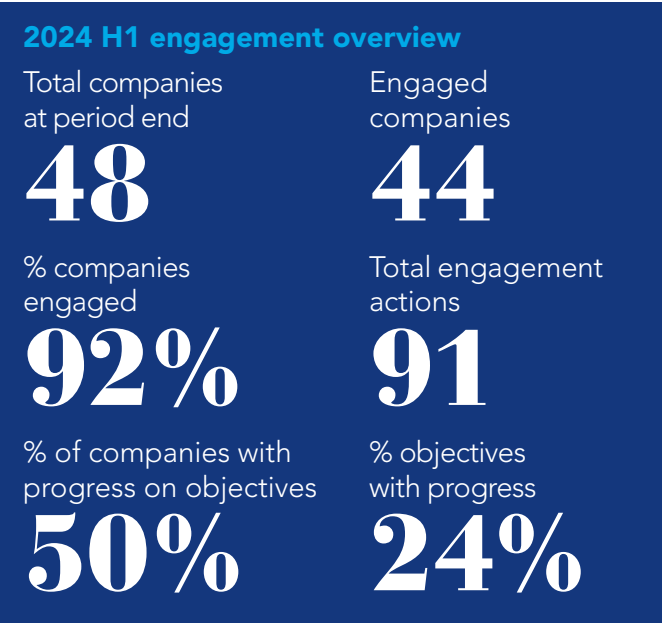 2024 H1 engagement overview
Total companies
at period end
48
Engaged
companies
44
% companies
engaged
92%
Total engagement
actions
91
% of companies with
progress on objectives
50%
% objectives
with progress
24%